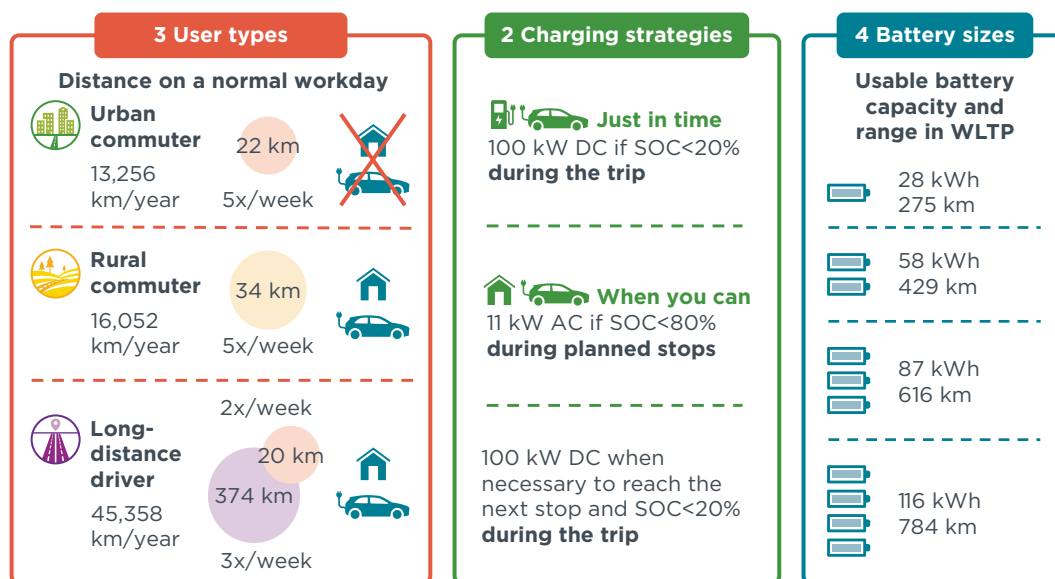 3 User types
Distance on a normal workday
Urban
commuter
13,256
km/year
22 km
5x/week
Rural
commuter
16,052
km/year
34 km
5x/week
2x/week
Long-
distance
driver
45,358
km/year
20 km
374 km
3x/week
2 Charging strategies
Just in time
100 kW DC if SOC<20%
during the trip
When you can
11 kW AC if SOC<80%
during planned stops
100 kW DC when
necessary to reach the
next stop and SOC<20%
during the trip
4 Battery sizes
Usable battery
capacity and
range in WLTP
28 kWh
275 km
58 kWh
429 km
87 kWh
616 km
116 kWh
784 km